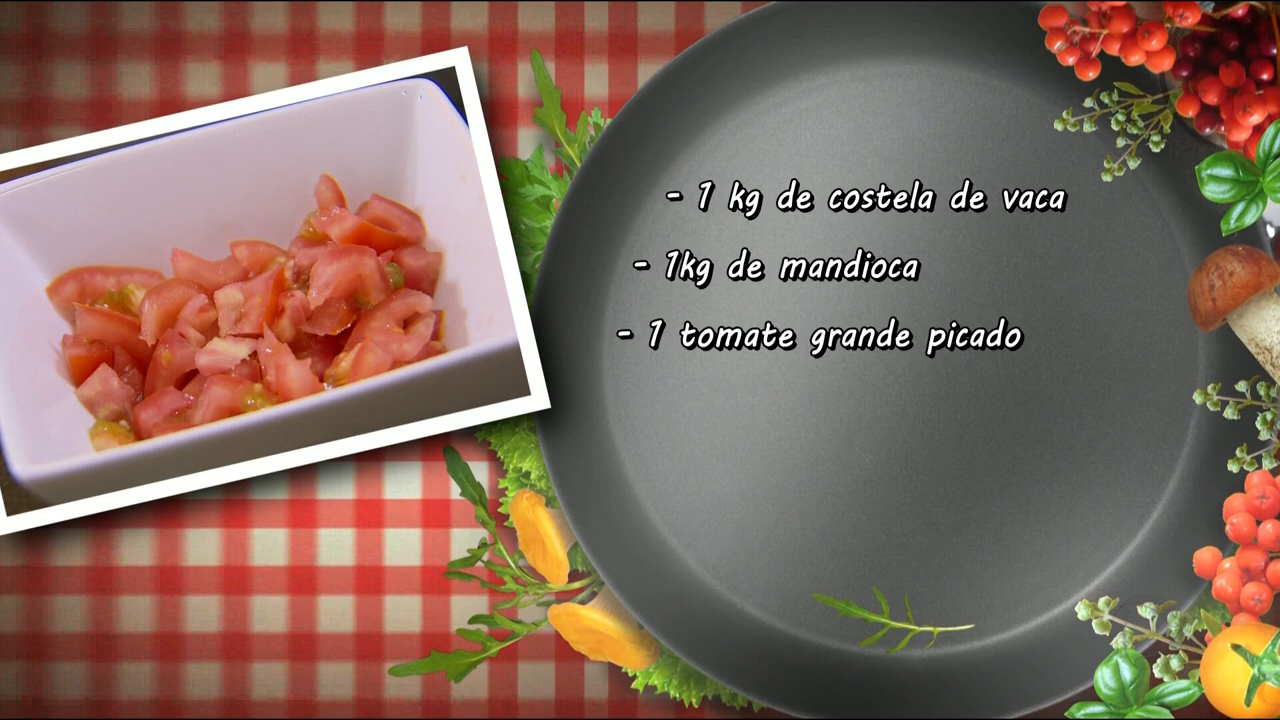 - 1 kg de costela de vaca
- 1kg de mandioca
- 1 tomate grande picado